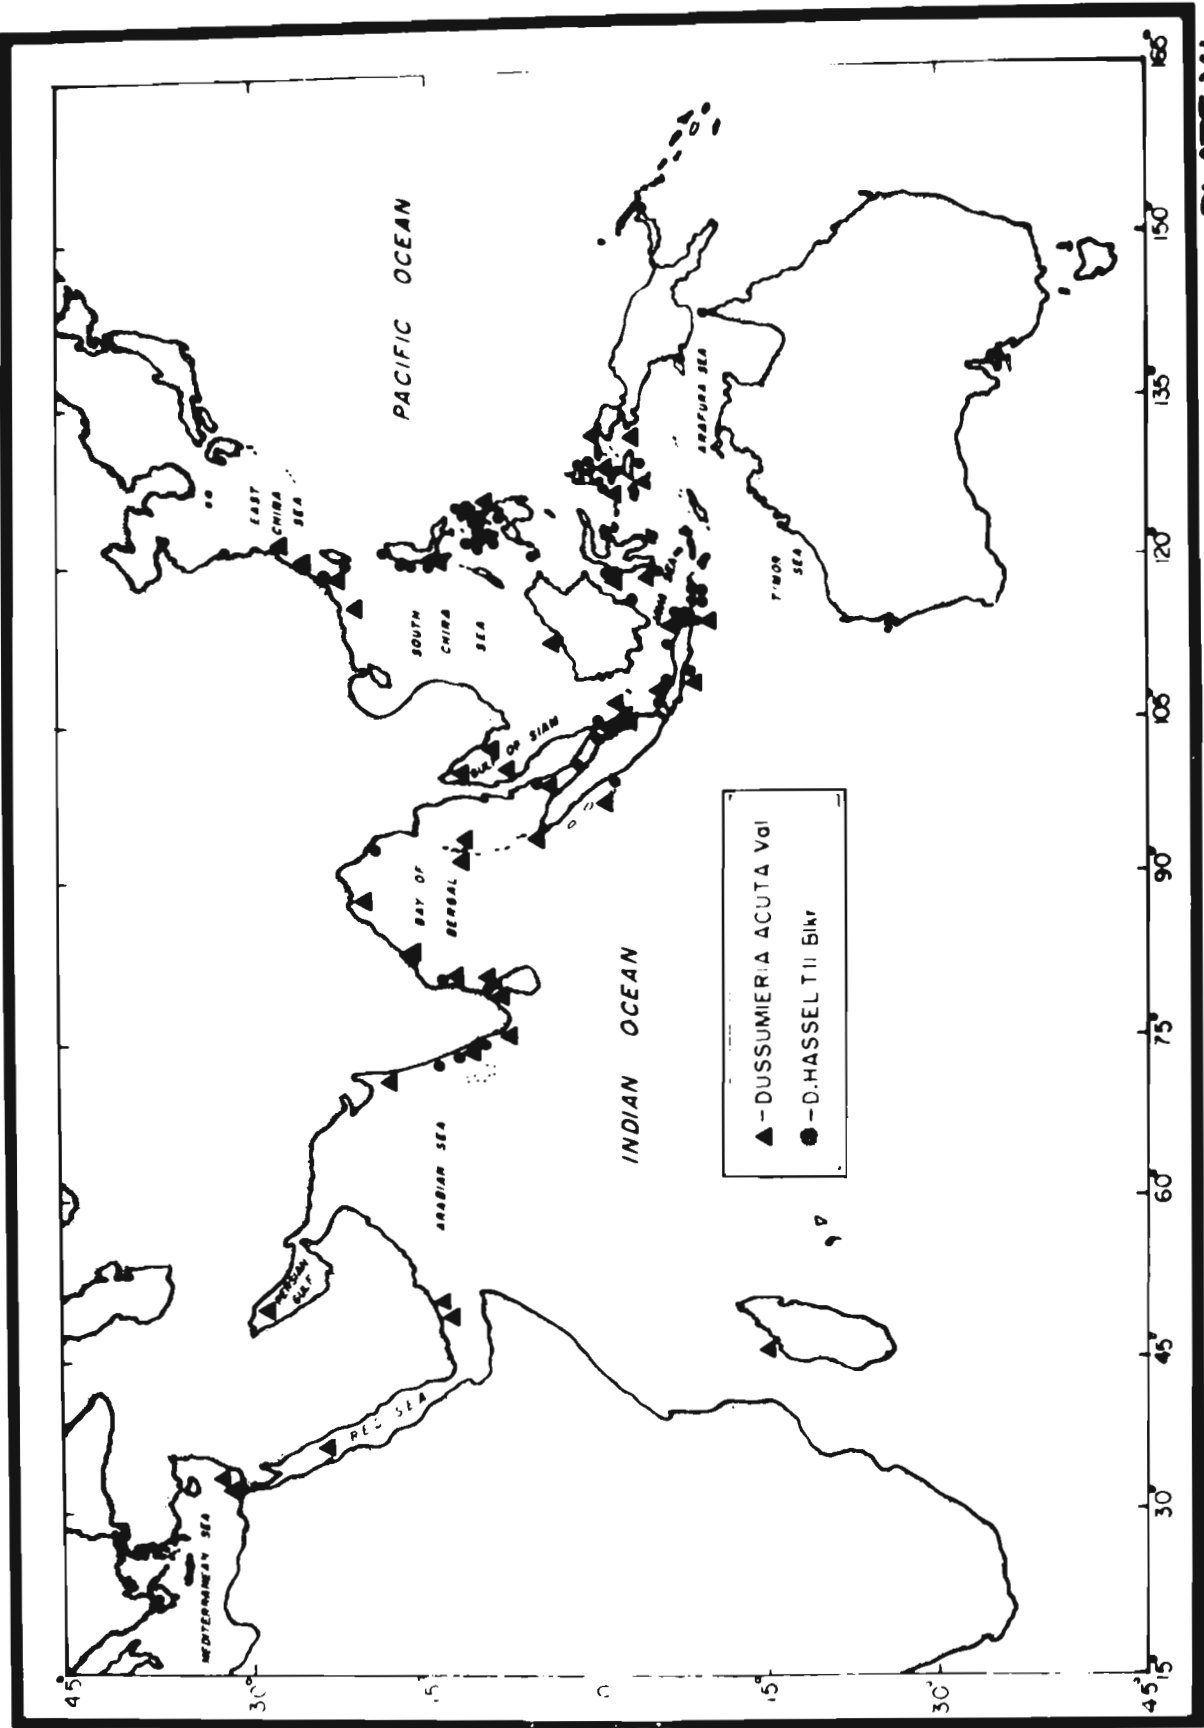 PACIFIC OCEAN
EAST
CHINA
SEA
SOUTH
CHINA
SEA
GULF OF SIAM
JAVA SEA
ARAFURA SEA
TIMOR
SEA
BAY OF
BENGAL
INDIAN OCEAN
ARABIAN SEA
PERSIAN
GULF
RED SEA
MEDITERRANEAN SEA
▲-DUSSUMIERIA ACUTA Val
●-D.HASSELTII Blkr
45
30°
15
0
15°
30°
45°
15°
30
45
60
75
90
105
120
135
150